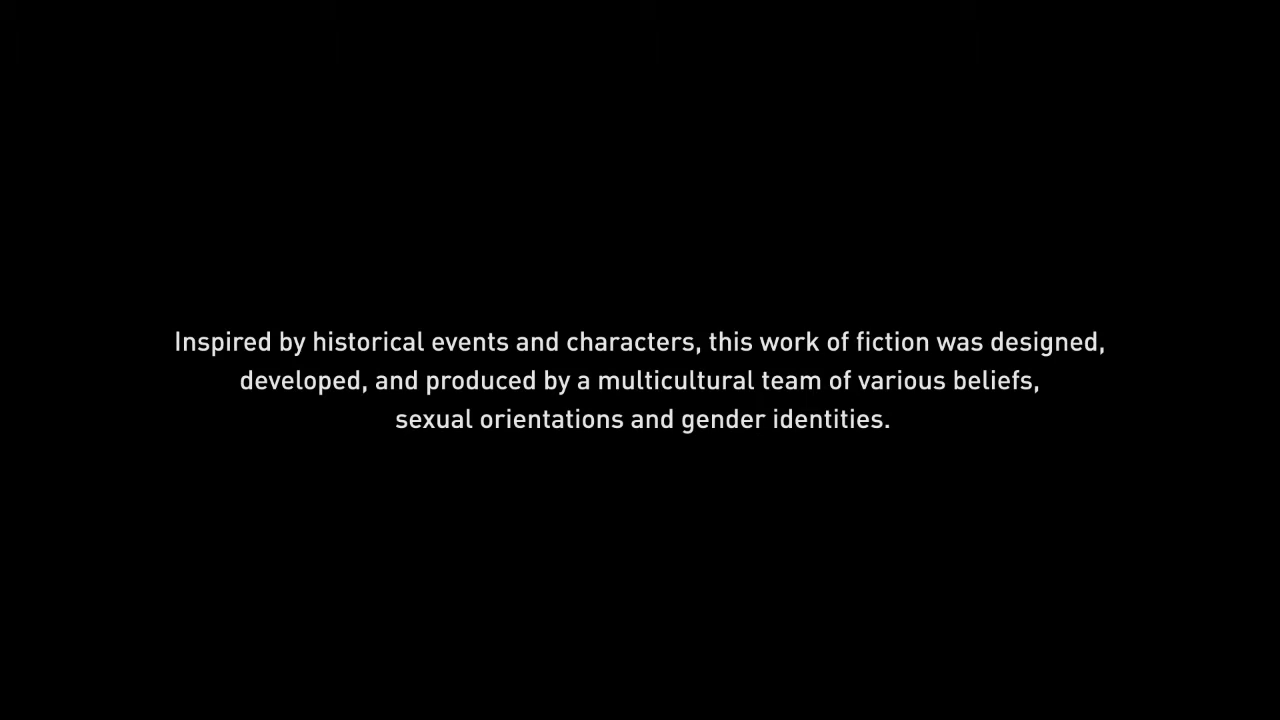 Inspired by historical events and characters, this work of fiction was designed,
developed, and produced by a multicultural team of various beliefs,
sexual orientations and gender identities.